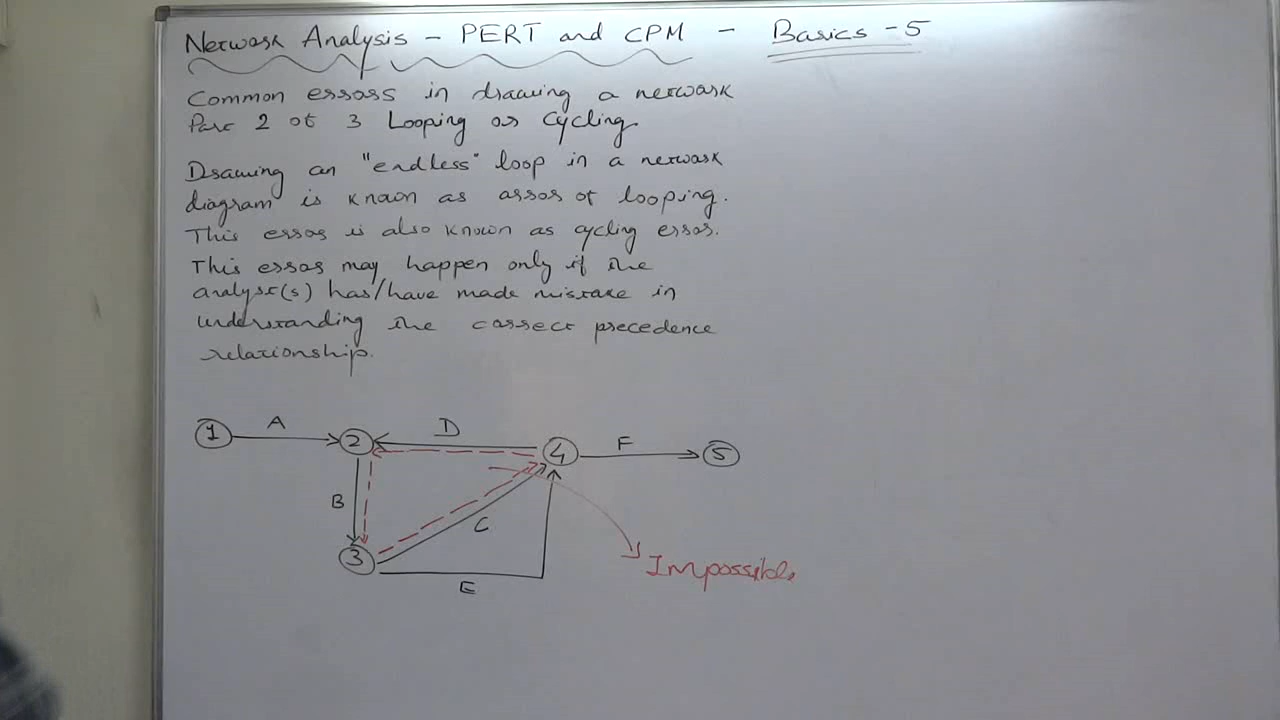 Network Analysis - PERT and CPM - Basics - 5
Common errors in drawing a network
Part 2 of 3 Looping or Cycling
Drawing an "endless" loop in a network
diagram is known as error of looping.
This error is also known as cycling error.
This error may happen only if the
analyst(s) has/have made mistake in
understanding the correct precedence
relationship.
1 A 2 D 4 F 5
B
C
3
E
Impossible